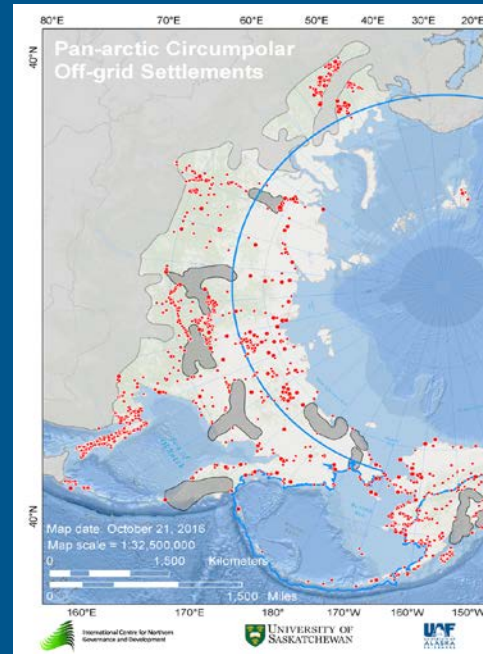 80°E 70°E 60°E 50°E 40°E 30°E 20°E
Pan-arctic Circumpolar
Off-grid Settlements
40°N
40°N
Map date: October 21, 2016
Map scale = 1:32,500,000
0 1,500 Kilometers
0 1,500 Miles
160°E 170°E 180° 170°W 160°W 150°W
International Centre for Northern
Governance and Development
UNIVERSITY OF
SASKATCHEWAN
UAF